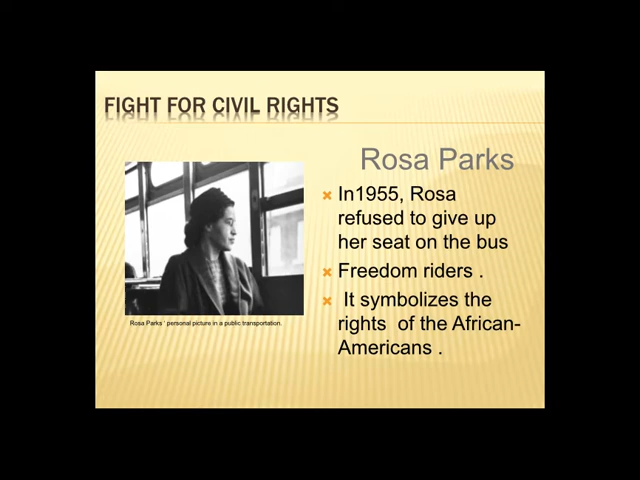 FIGHT FOR CIVIL RIGHTS
Rosa Parks
In1955, Rosa
refused to give up
her seat on the bus
Freedom riders .
It symbolizes the
rights of the African-
Americans .
Rosa Parks ' personal picture in a public transportation.